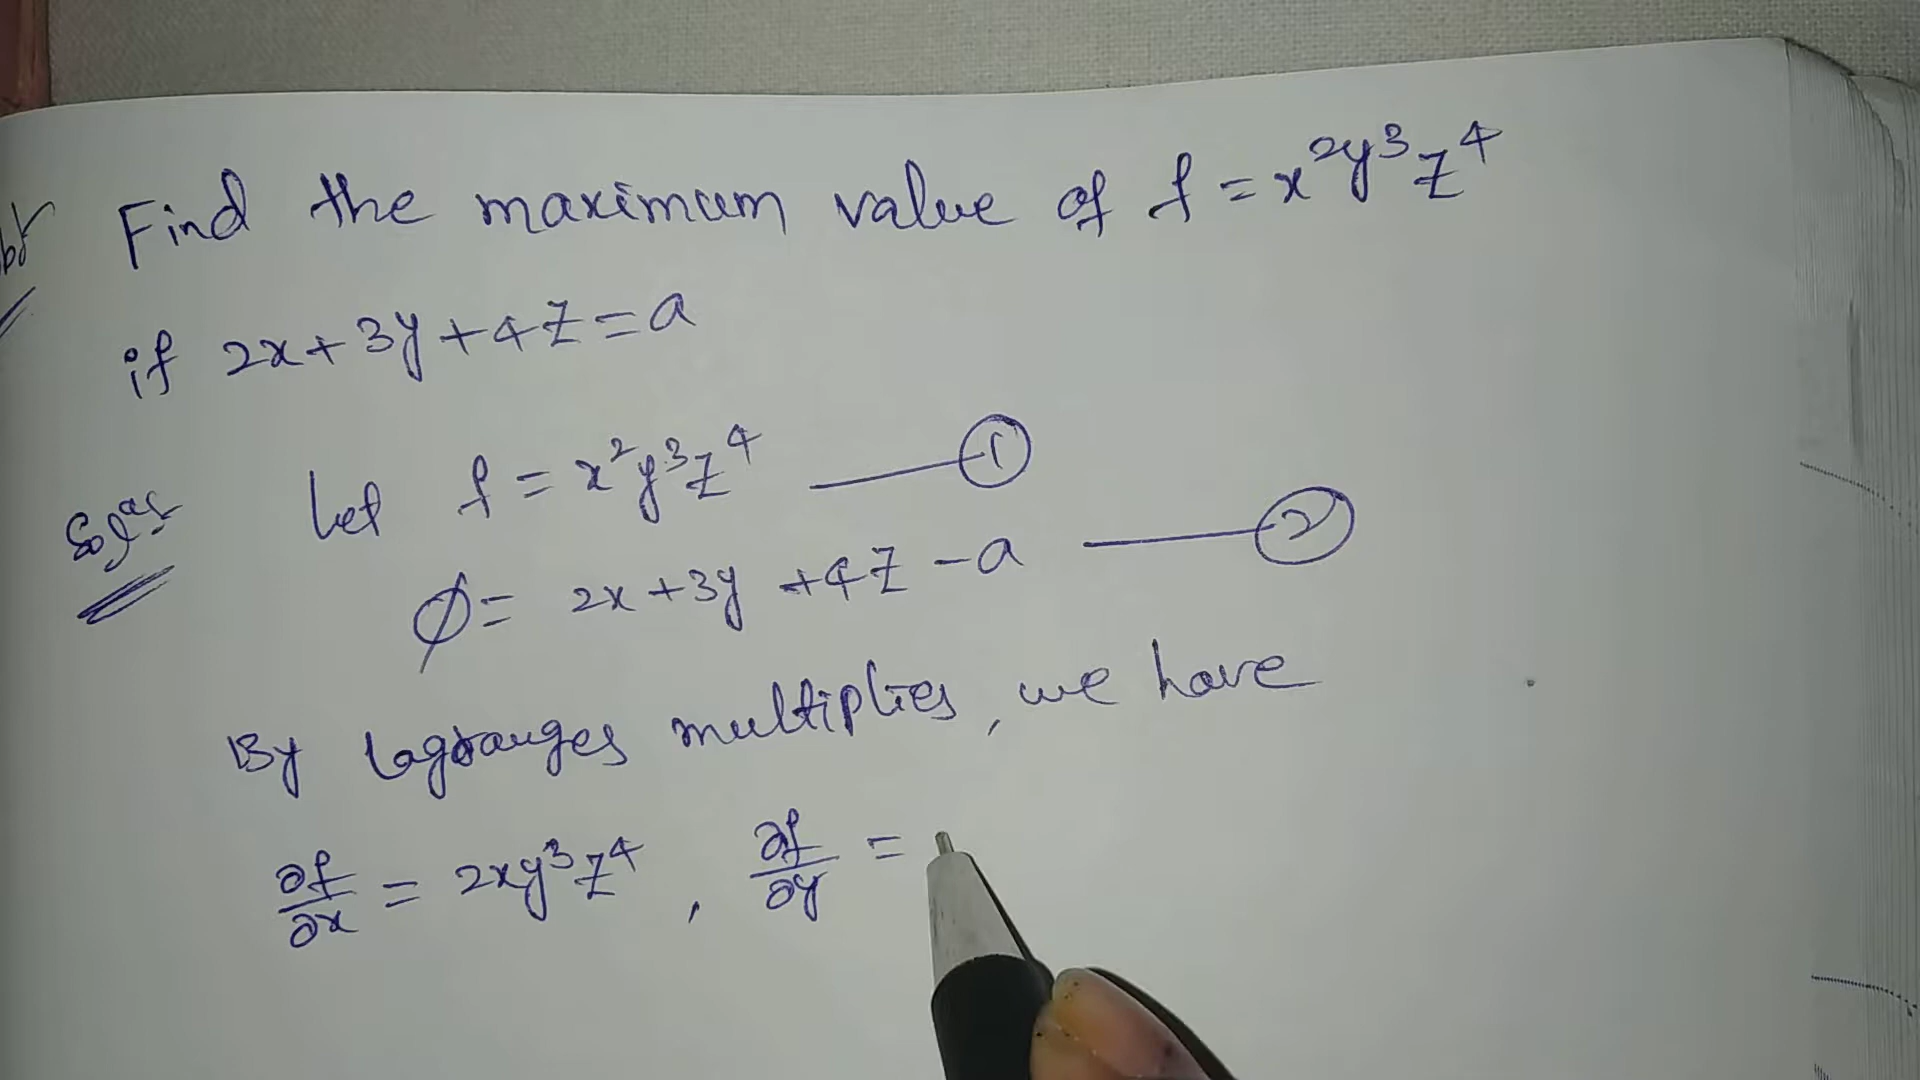 Find the maximum value of f = x²y³z⁴
if 2x+3y+4z=a
Let f = x²y³z⁴ ——①
ϕ= 2x+3y+4z-a ——②
By lagranges multiplies, we have
∂f/∂x = 2xy³z⁴ , ∂f/∂y =